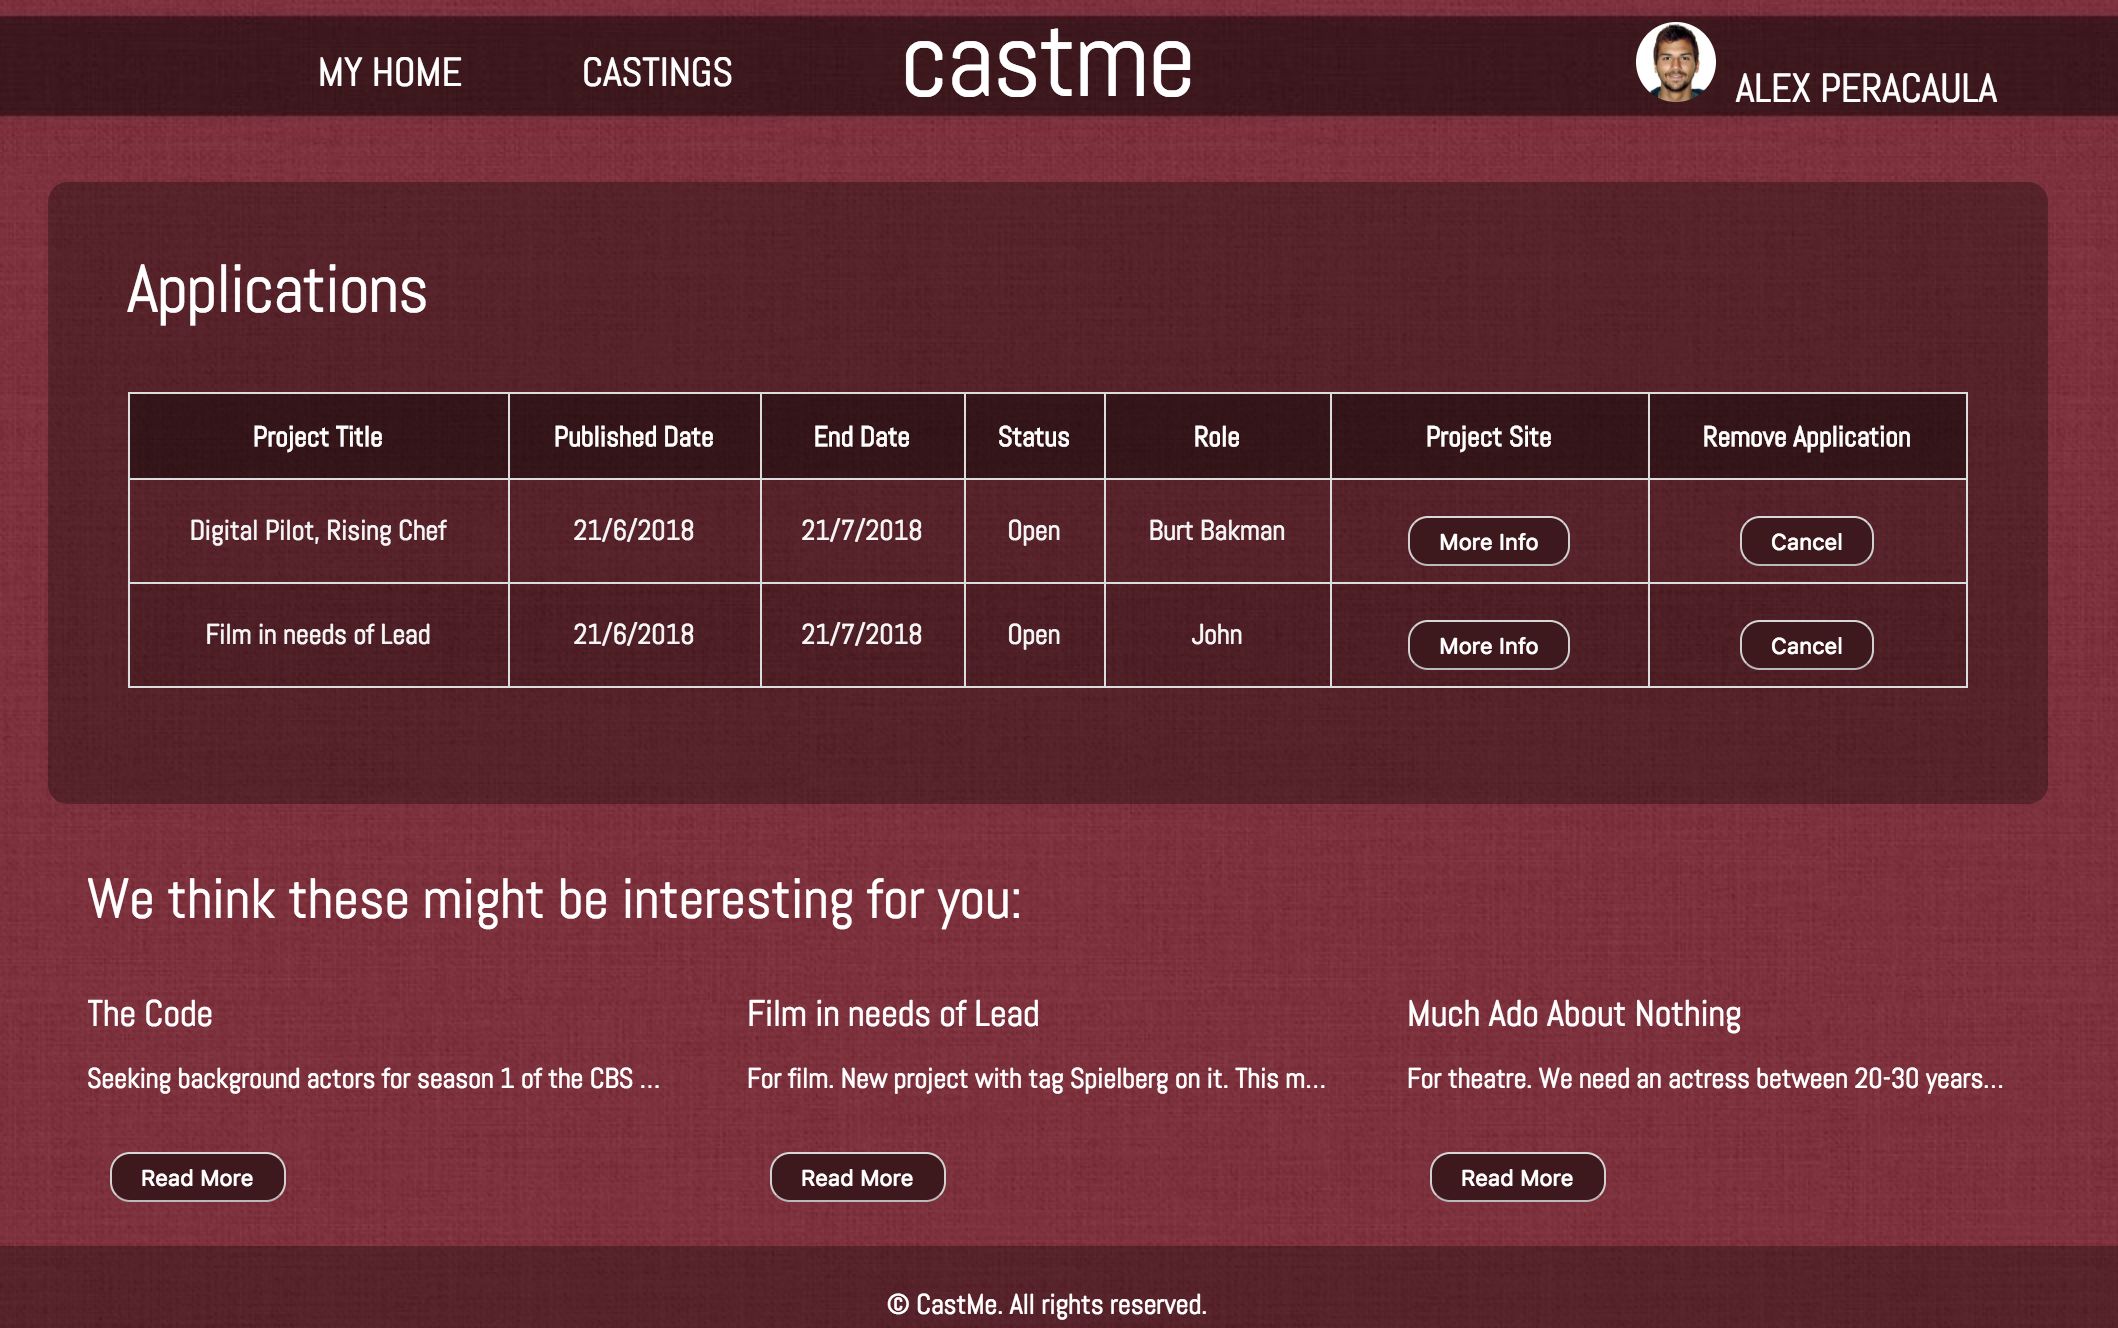 MY HOME CASTINGS castme ALEX PERACAULA
Applications
Project Title Published Date End Date Status Role Project Site Remove Application
Digital Pilot, Rising Chef 21/6/2018 21/7/2018 Open Burt Bakman More Info Cancel
Film in needs of Lead 21/6/2018 21/7/2018 Open John More Info Cancel
We think these might be interesting for you:
The Code
Seeking background actors for season 1 of the CBS ...
Read More
Film in needs of Lead
For film. New project with tag Spielberg on it. This m...
Read More
Much Ado About Nothing
For theatre. We need an actress between 20-30 years...
Read More
© CastMe. All rights reserved.